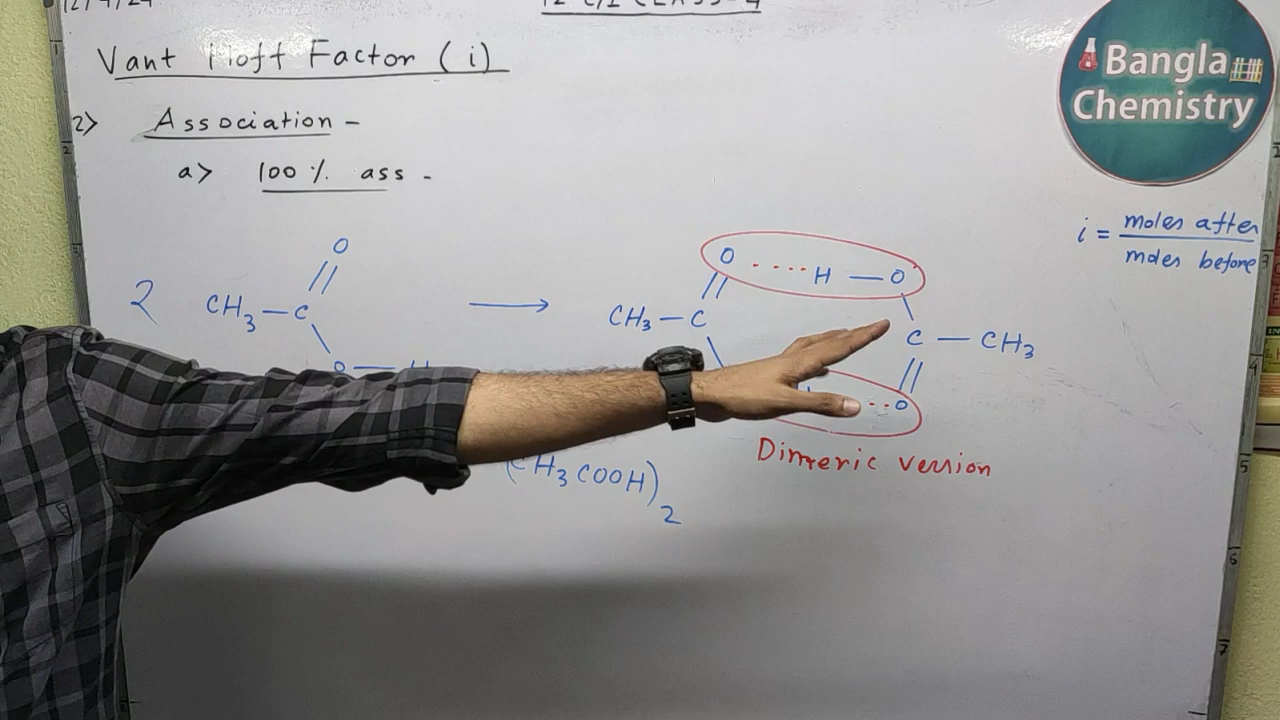 Vant Hoff Factor (i)
2> Association -
a> 100 % ass -
Bangla
Chemistry
i = moles after
moles before
2 CH3 - C
O
O - H
O .... H - O
CH3 - C
C - CH3
O
Dimeric version
(CH3COOH)2